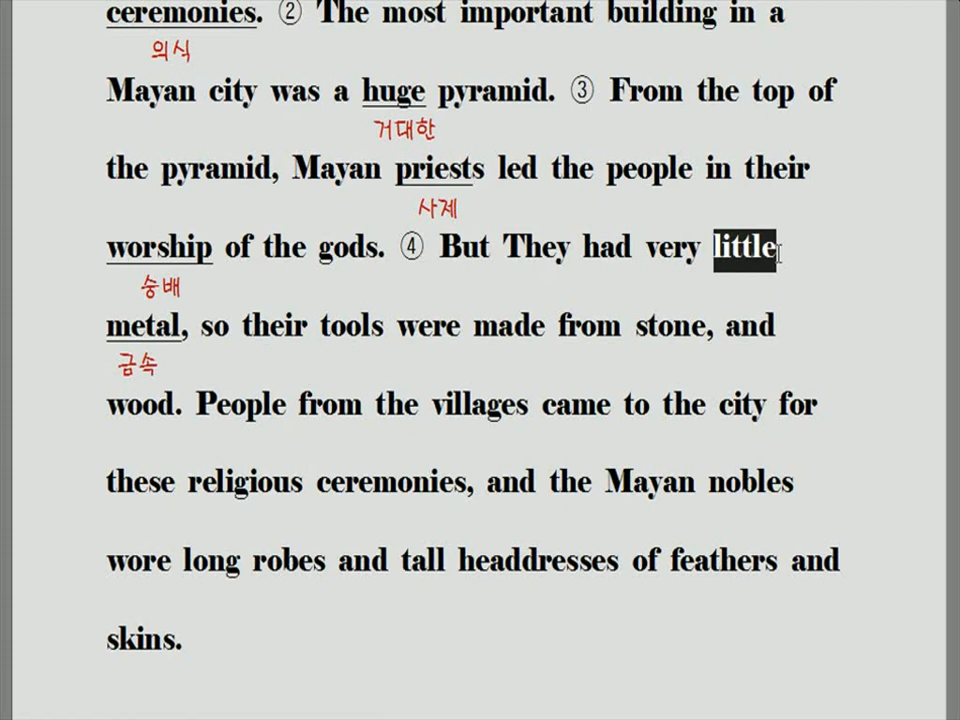 ceremonies. ② The most important building in a
의식
Mayan city was a huge pyramid. ③ From the top of
거대한
the pyramid, Mayan priests led the people in their
사제
worship of the gods. ④ But They had very little
숭배
metal, so their tools were made from stone, and
금속
wood. People from the villages came to the city for
these religious ceremonies, and the Mayan nobles
wore long robes and tall headdresses of feathers and
skins.